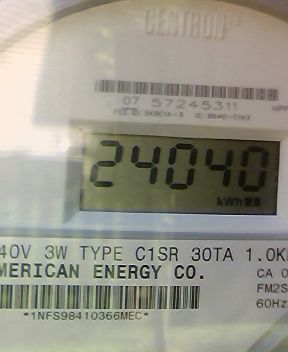 CENTRON®
07 57245311
24040
kWh
40V 3W TYPE C1SR 30TA 1.0K
MERICAN ENERGY CO.
CA 0
FM2S
60Hz
*1NFS98410366MEC*